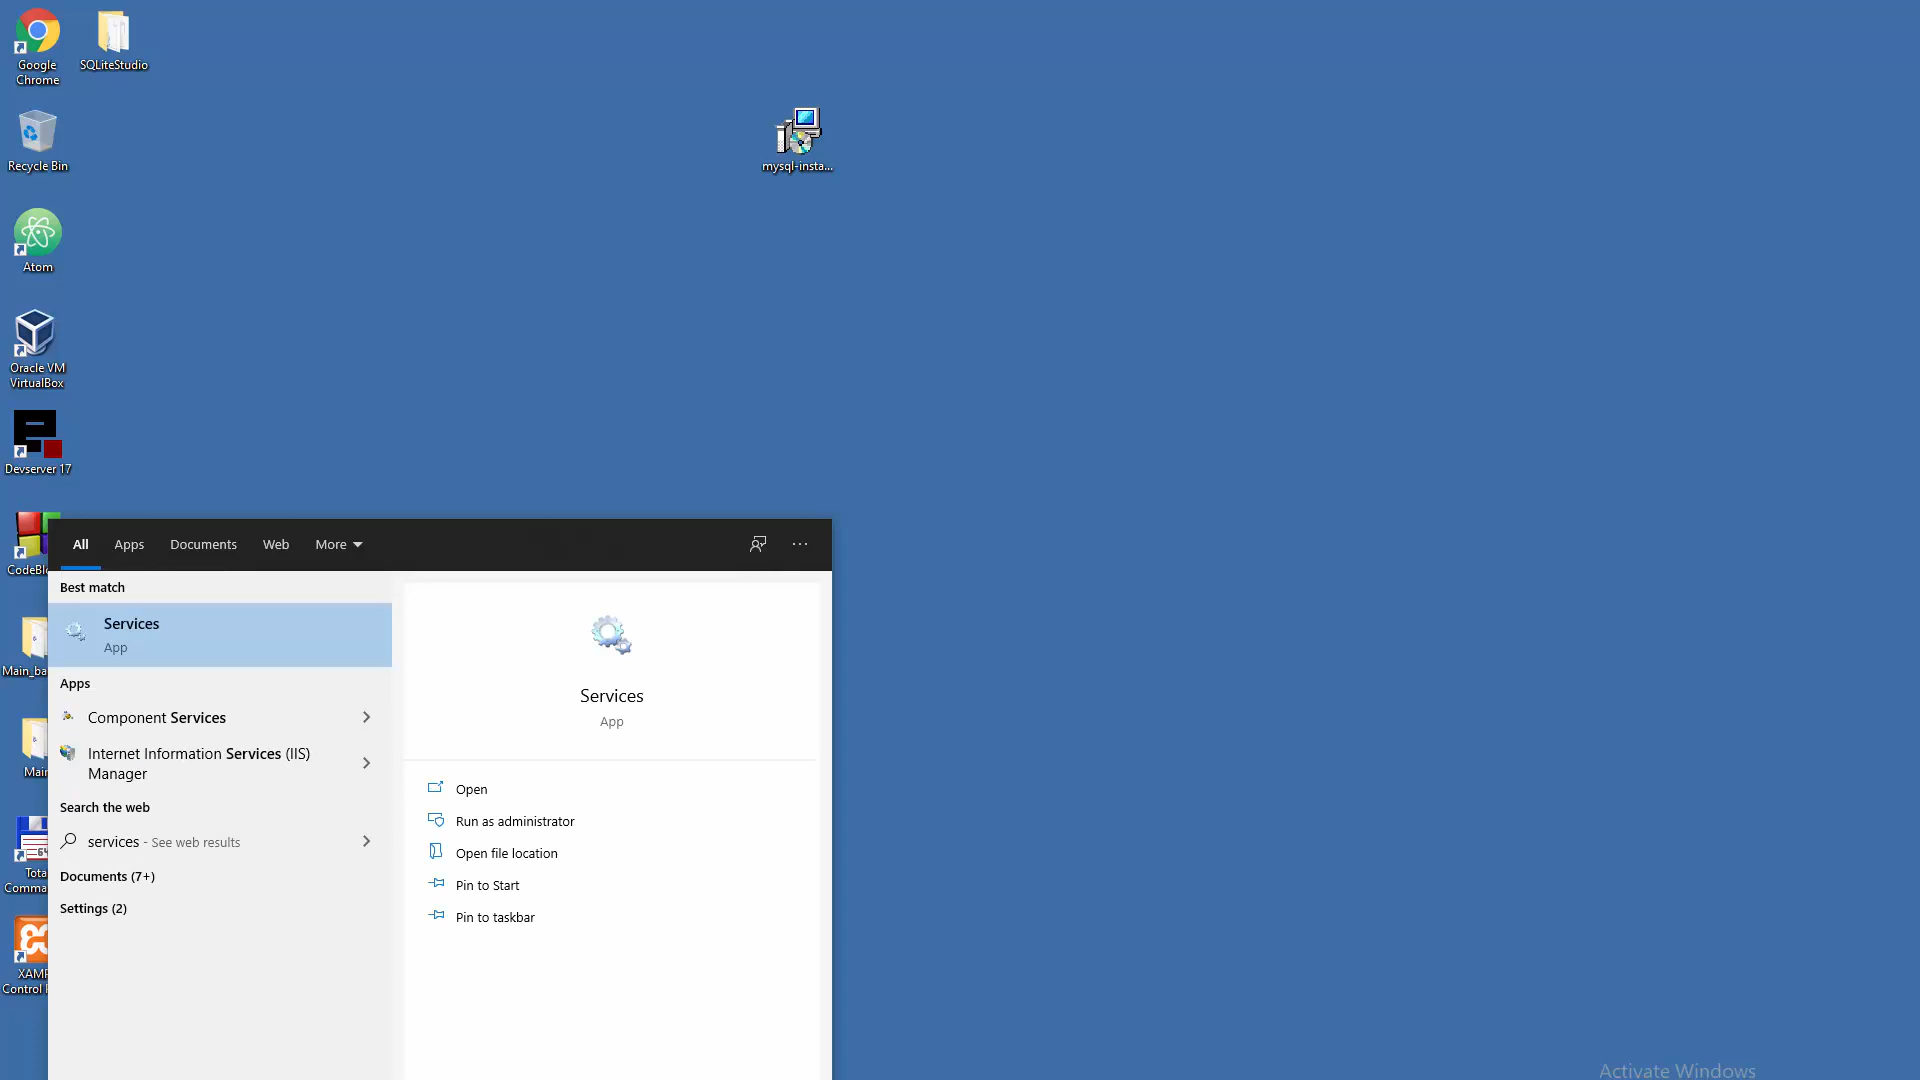 Google
Chrome
SQLiteStudio
Recycle Bin
mysql-insta...
Atom
Oracle VM
VirtualBox
Devserver 17
CodeBl
Main_ba
Mair
Tota
Comma
XAMP
Control
All
Apps
Documents
Web
More
Best match
Services
App
Apps
Component Services
Internet Information Services (IIS)
Manager
Search the web
services - See web results
Documents (7+)
Settings (2)
Services
App
Open
Run as administrator
Open file location
Pin to Start
Pin to taskbar
64
Activate Windows